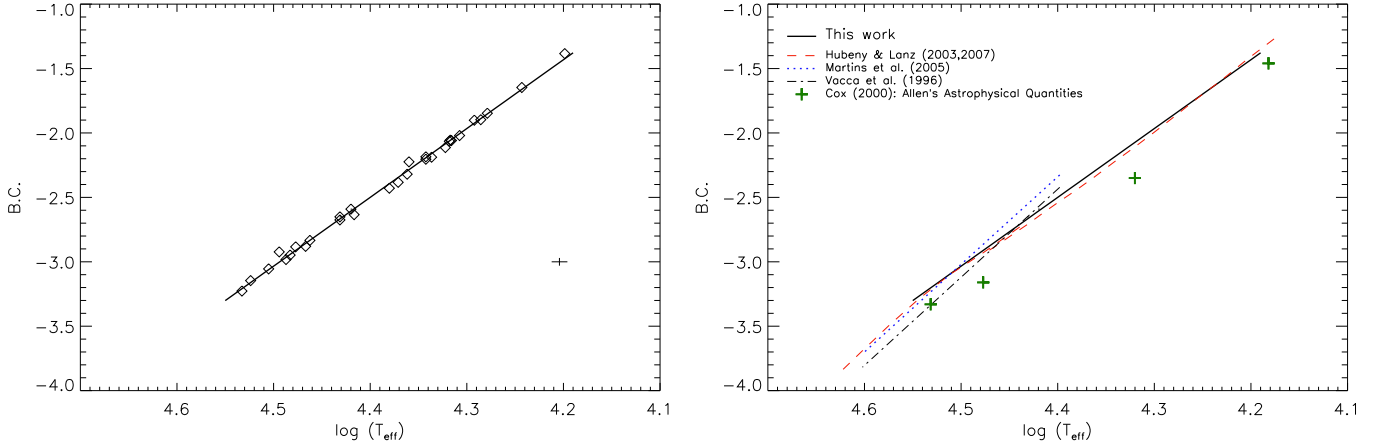 −1.0
−1.5
−2.0
−2.5
−3.0
−3.5
−4.0
B.C.
4.6 4.5 4.4 4.3 4.2 4.1
log (Teff)
−1.0
−1.5
−2.0
−2.5
−3.0
−3.5
−4.0
B.C.
This work
Hubeny & Lanz (2003,2007)
Martins et al. (2005)
Vacca et al. (1996)
Cox (2000): Allen's Astrophysical Quantities
4.6 4.5 4.4 4.3 4.2 4.1
log (Teff)